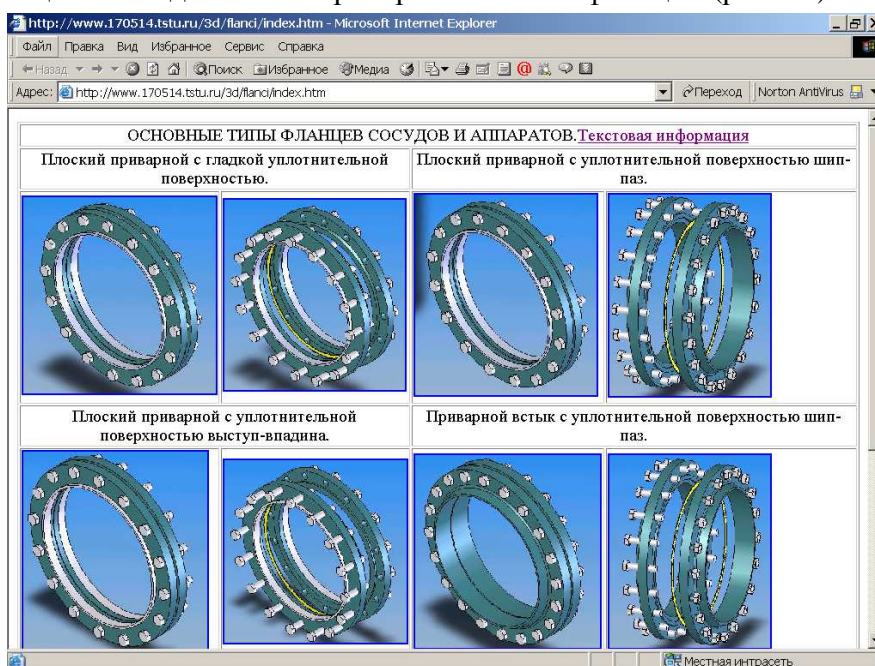 http://www.170514.tstu.ru/3d/flanci/index.htm - Microsoft Internet Explorer
Файл Правка Вид Избранное Сервис Справка
Назад Поиск Избранное Медиа
Адрес: http://www.170514.tstu.ru/3d/flanci/index.htm Переход Norton AntiVirus
ОСНОВНЫЕ ТИПЫ ФЛАНЦЕВ СОСУДОВ И АППАРАТОВ.Текстовая информация
Плоский приварной с гладкой уплотнительной
поверхностью.
Плоский приварной с уплотнительной поверхностью шип-
паз.
Плоский приварной с уплотнительной
поверхностью выступ-впадина.
Приварной встык с уплотнительной поверхностью шип-
паз.
Местная интрасеть